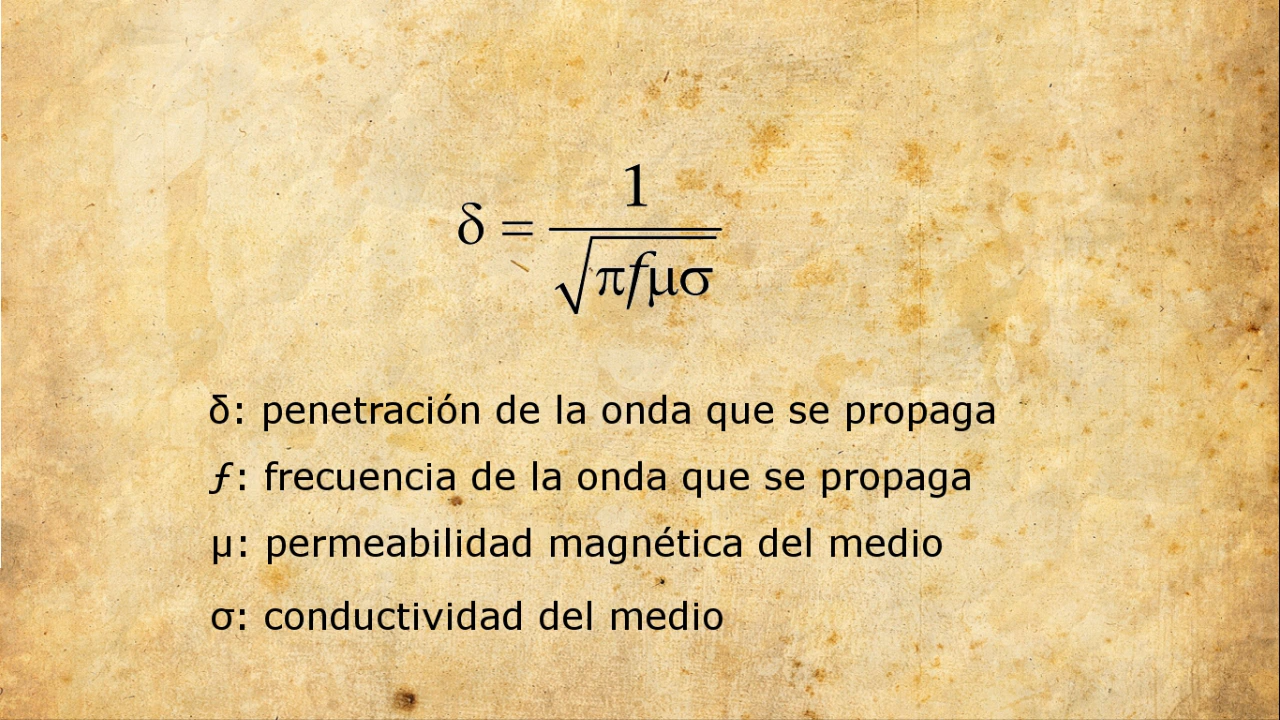 δ = 1 / √πfμσ
δ: penetración de la onda que se propaga
ƒ: frecuencia de la onda que se propaga
μ: permeabilidad magnética del medio
σ: conductividad del medio